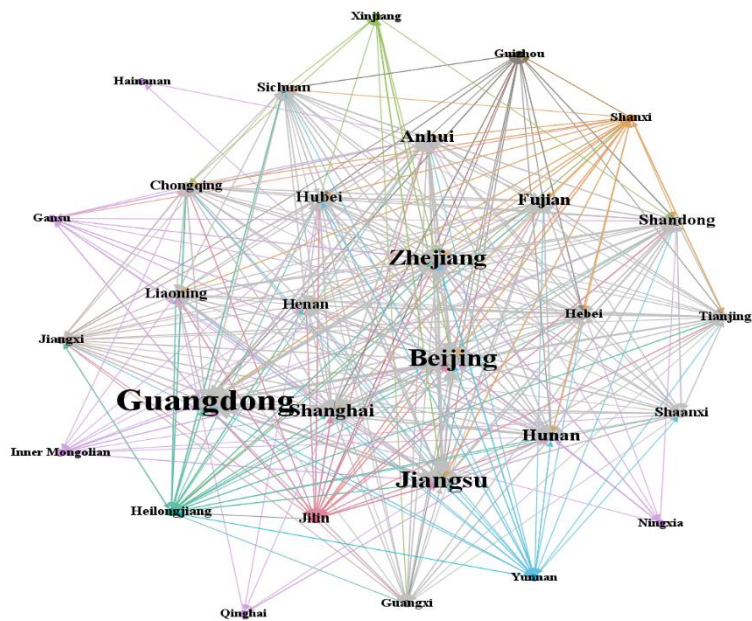 Xinjiang
Guizhou
Hainanan
Sichuan
Shanxi
Anhui
Chongqing
Hubei
Fujian
Gansu
Shandong
Zhejiang
Liaoning
Henan
Hebei
Tianjing
Jiangxi
Beijing
Guangdong
Shanghai
Shaanxi
Hunan
Inner Mongolian
Jiangsu
Heilongjiang
Jilin
Ningxia
Yunnan
Guangxi
Qinghai